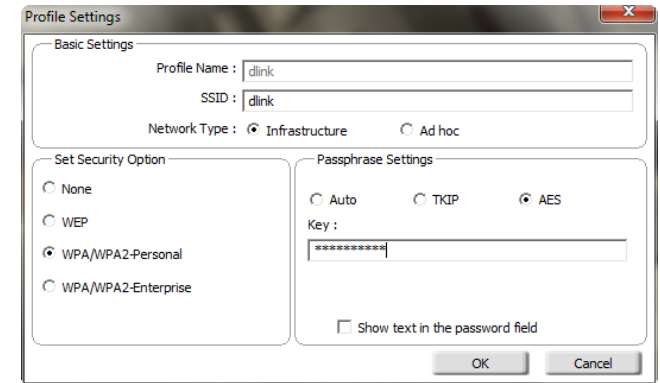 Profile Settings
Basic Settings
Profile Name : dlink
SSID : dlink
Network Type : Infrastructure Ad hoc
Set Security Option
None
WEP
WPA/WPA2-Personal
WPA/WPA2-Enterprise
Passphrase Settings
Auto TKIP AES
Key :
**********
Show text in the password field
OK Cancel